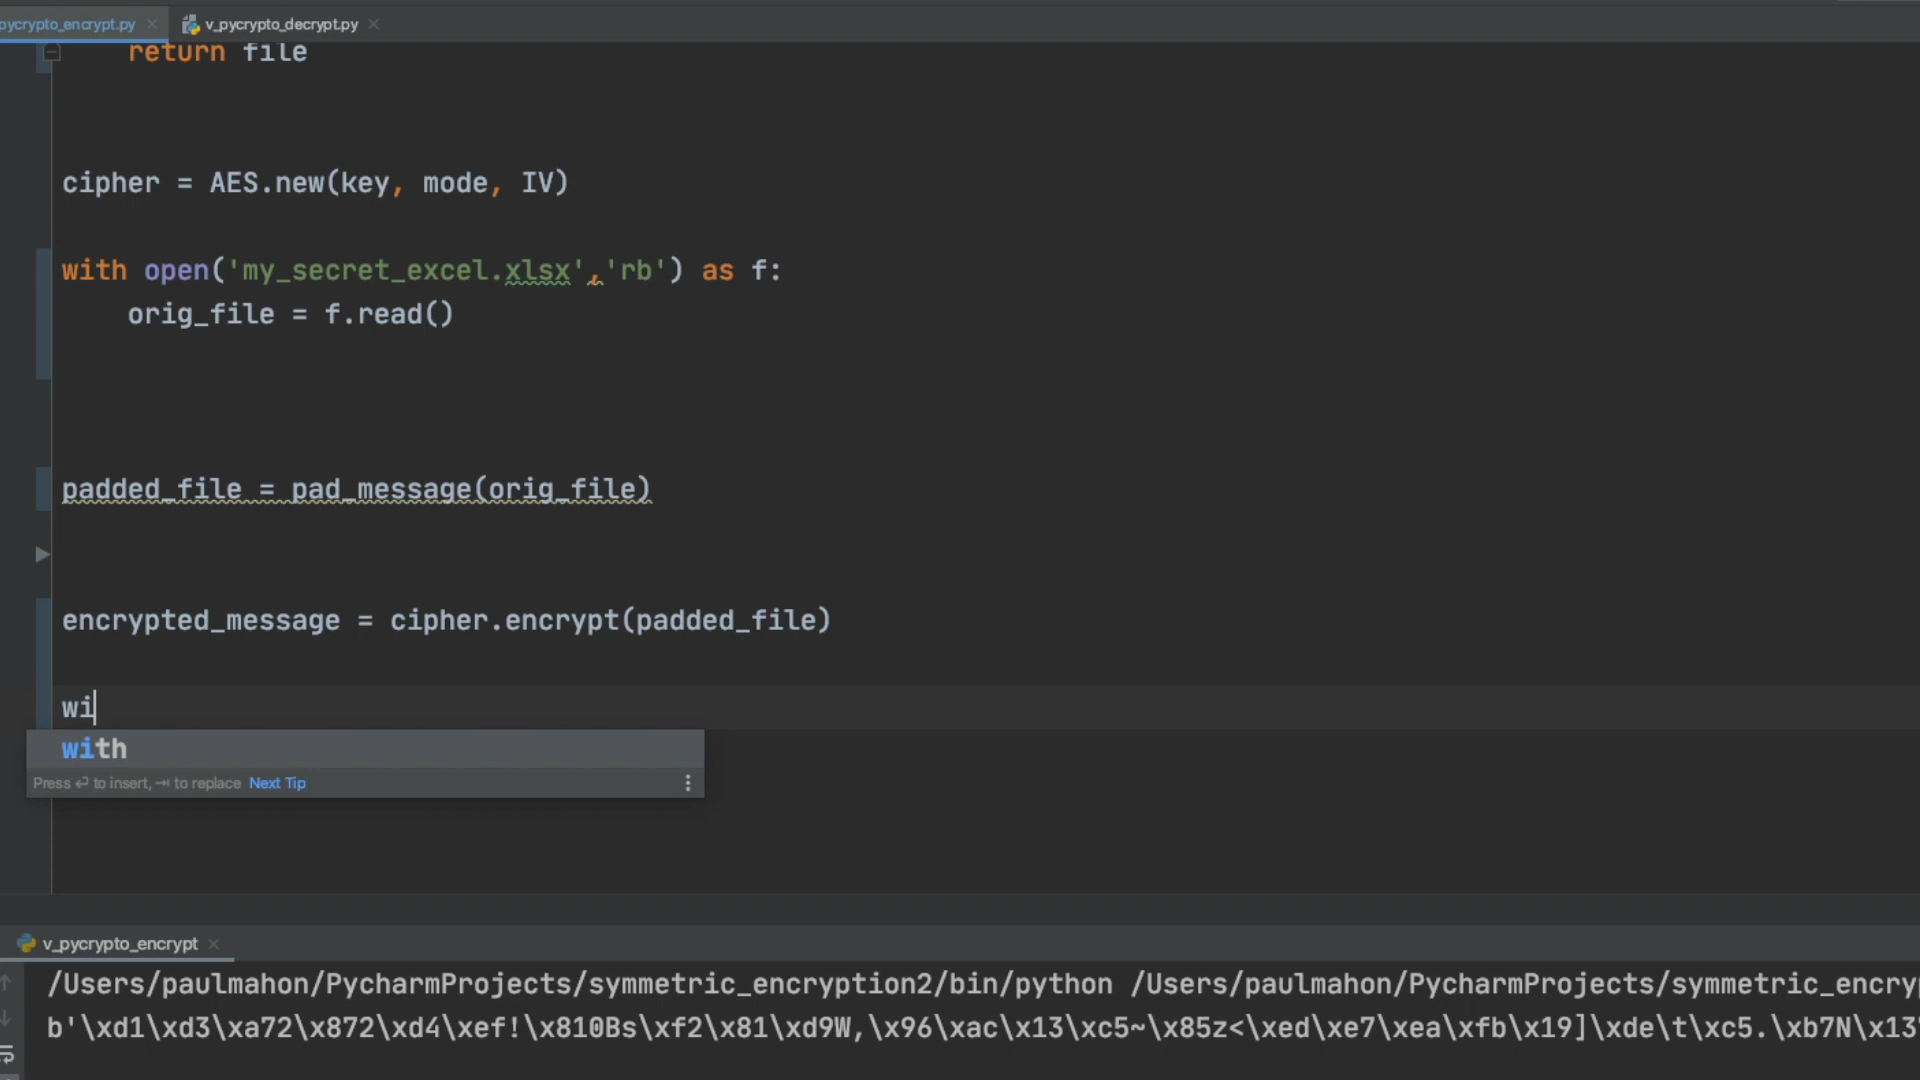 pycrypto_encrypt.py
v_pycrypto_decrypt.py
return file
cipher = AES.new(key, mode, IV)
with open('my_secret_excel.xlsx','rb') as f:
orig_file = f.read()
padded_file = pad_message(orig_file)
encrypted_message = cipher.encrypt(padded_file)
wi
with
Press ↵ to insert, ⇥ to replace Next Tip
v_pycrypto_encrypt
/Users/paulmahon/PycharmProjects/symmetric_encryption2/bin/python /Users/paulmahon/PycharmProjects/symmetric_encry
b'\xd1\xd3\xa72\x872\xd4\xef!\x810Bs\xf2\x81\xd9W,\x96\xac\x13\xc5~\x85z<\xed\xe7\xea\xfb\x19]\xde\t\xc5.\xb7N\x13